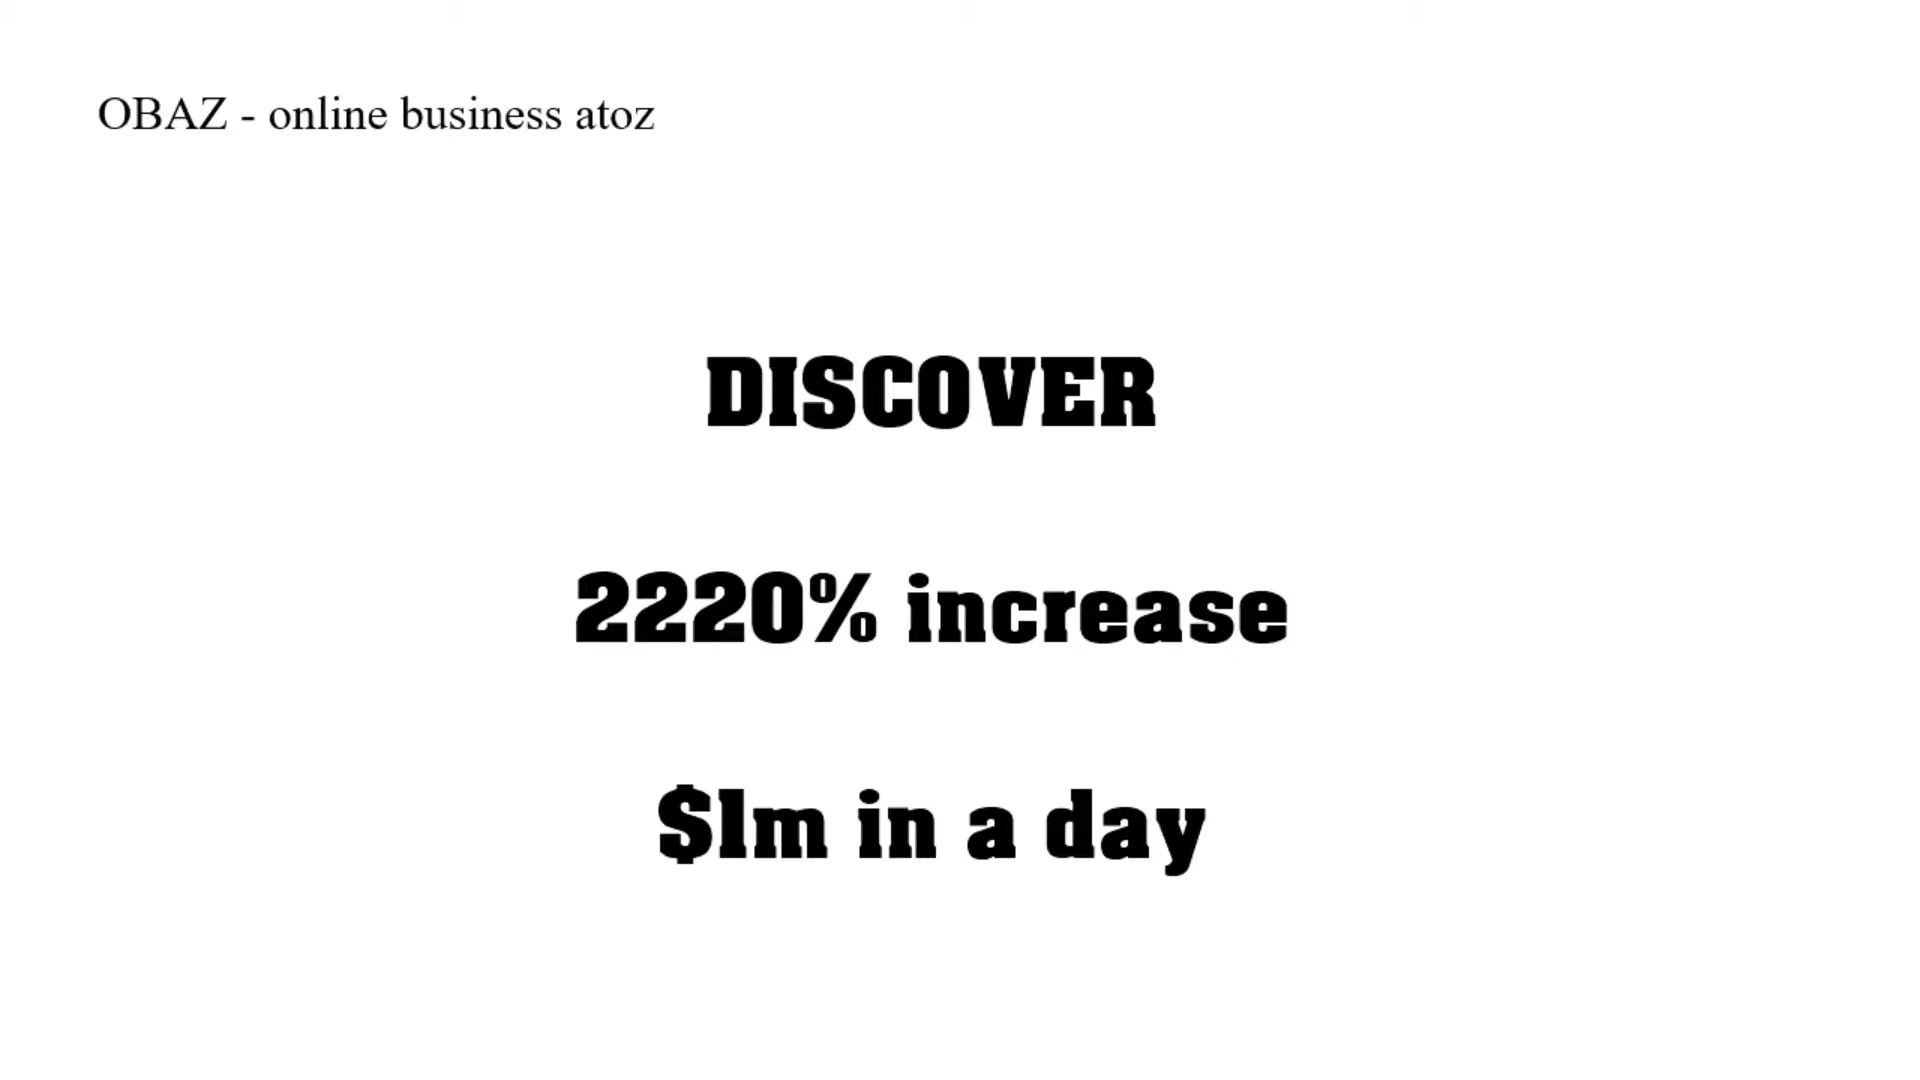 OBAZ - online business atoz
DISCOVER
2220% increase
$1m in a day